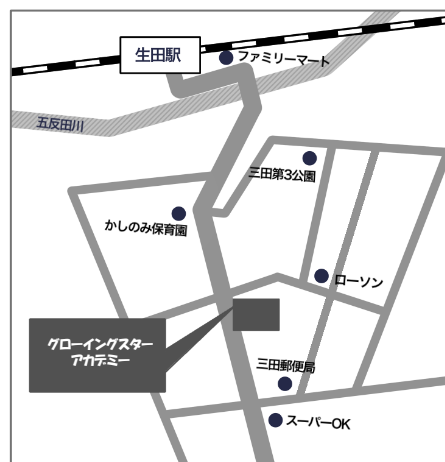 生田駅
ファミリーマート
五反田川
三田第3公園
かしのみ保育園
ローソン
グローイングスター
アカデミー
三田郵便局
スーパーOK